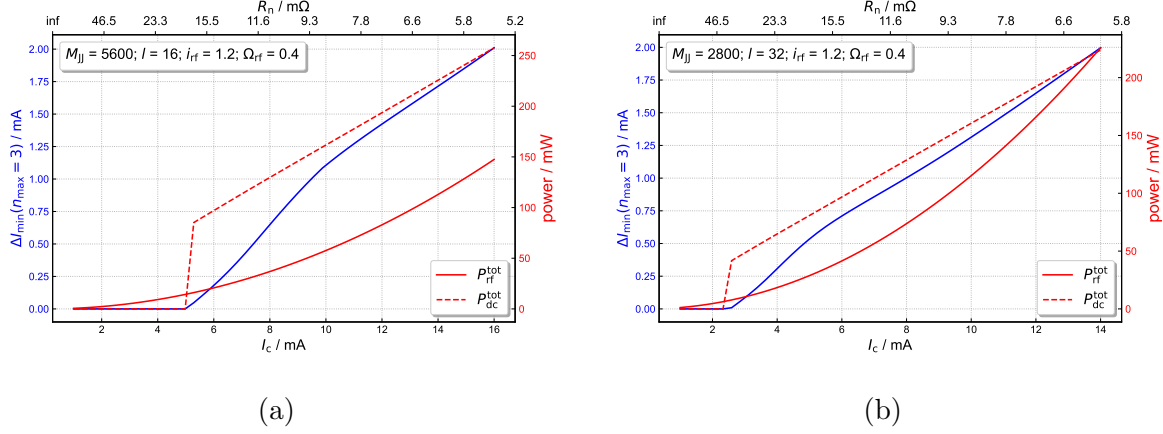 R_n / mΩ
inf 46.5 23.3 15.5 11.6 9.3 7.8 6.6 5.8 5.2
M_JJ = 5600; l = 16; i_rf = 1.2; Ω_rf = 0.4
2.00
1.75
1.50
1.25
1.00
0.75
0.50
0.25
0.00
ΔI_min(n_max = 3) / mA
250
200
150
100
50
0
power / mW
P_rf^tot
P_dc^tot
2 4 6 8 10 12 14 16
I_c / mA
(a)
R_n / mΩ
inf 46.5 23.3 15.5 11.6 9.3 7.8 6.6 5.8
M_JJ = 2800; l = 32; i_rf = 1.2; Ω_rf = 0.4
2.00
1.75
1.50
1.25
1.00
0.75
0.50
0.25
0.00
ΔI_min(n_max = 3) / mA
200
150
100
50
0
power / mW
P_rf^tot
P_dc^tot
2 4 6 8 10 12 14
I_c / mA
(b)